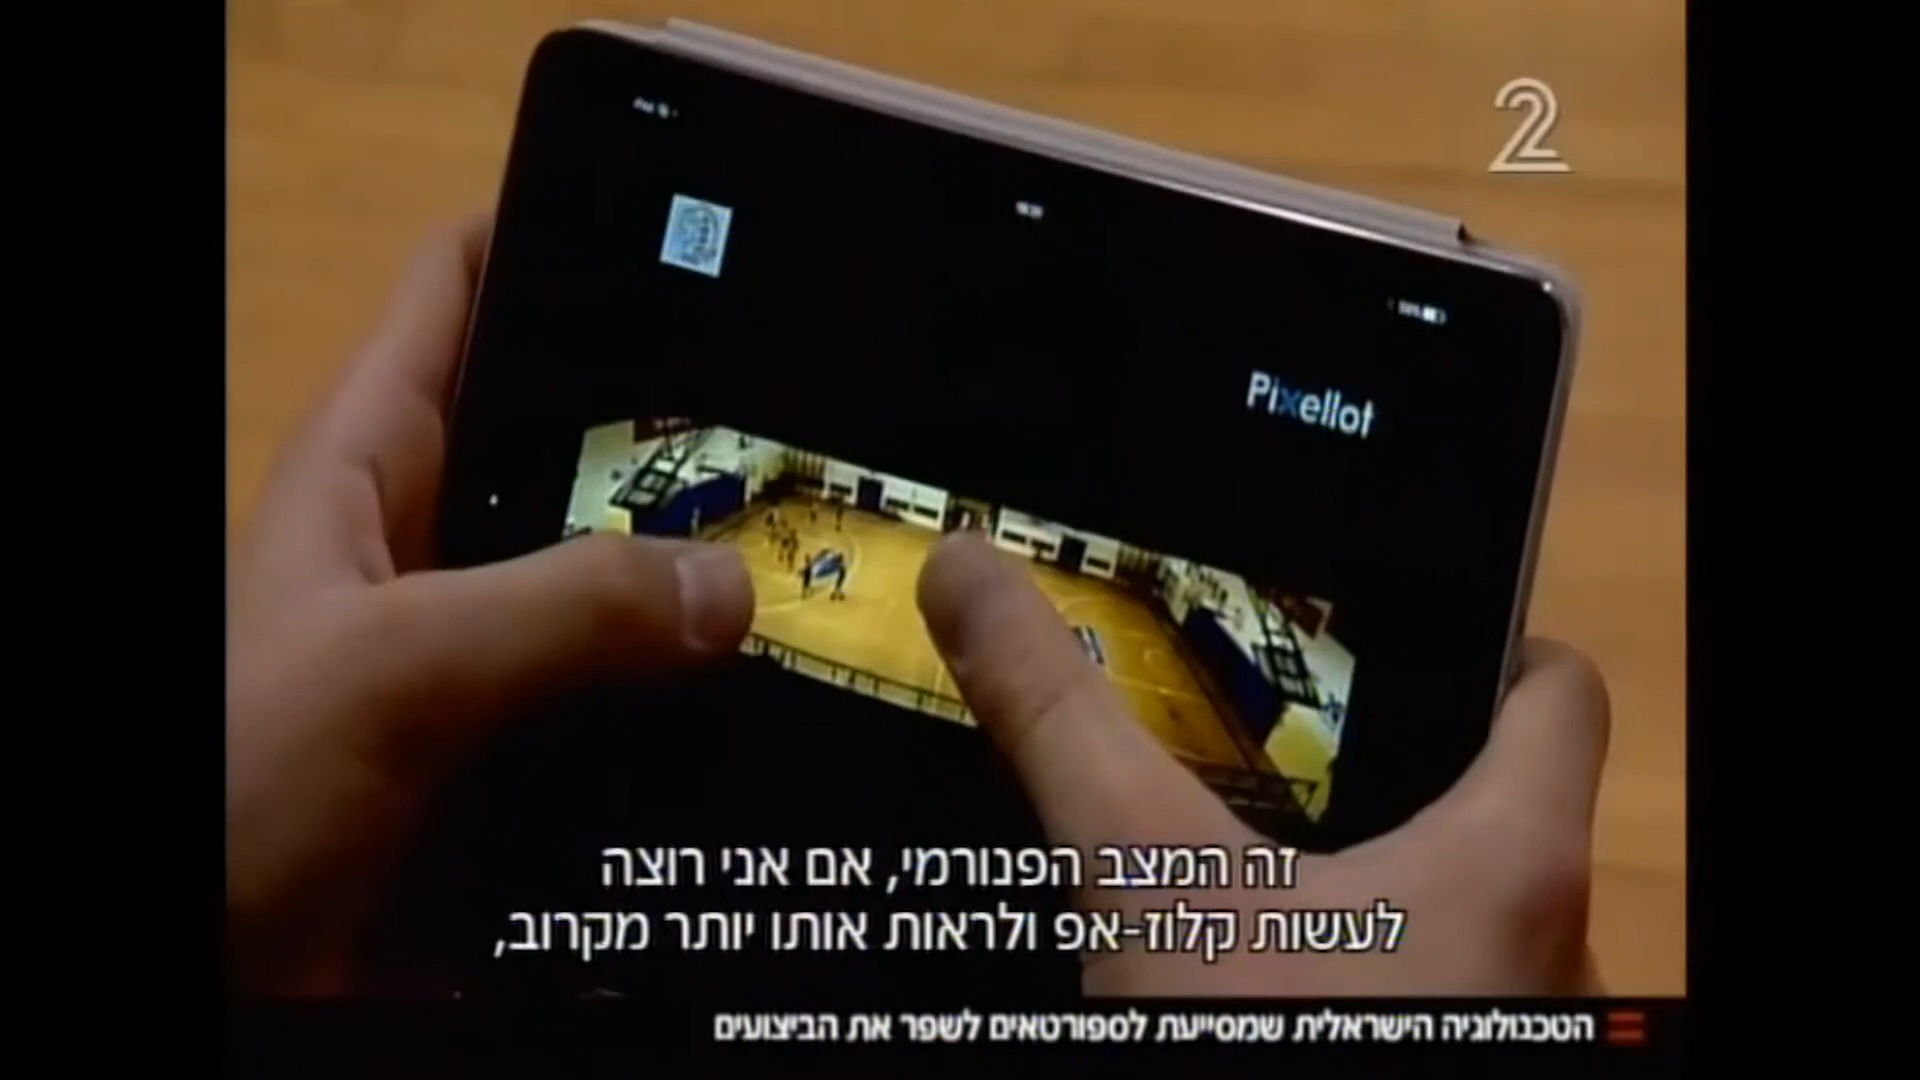 2
Pixellot
זה המצב הפנורמי, אם אני רוצה
לעשות קלוז-אפ ולראות אותו יותר מקרוב,
הטכנולוגיה הישראלית שמסייעת לספורטאים לשפר את הביצועים